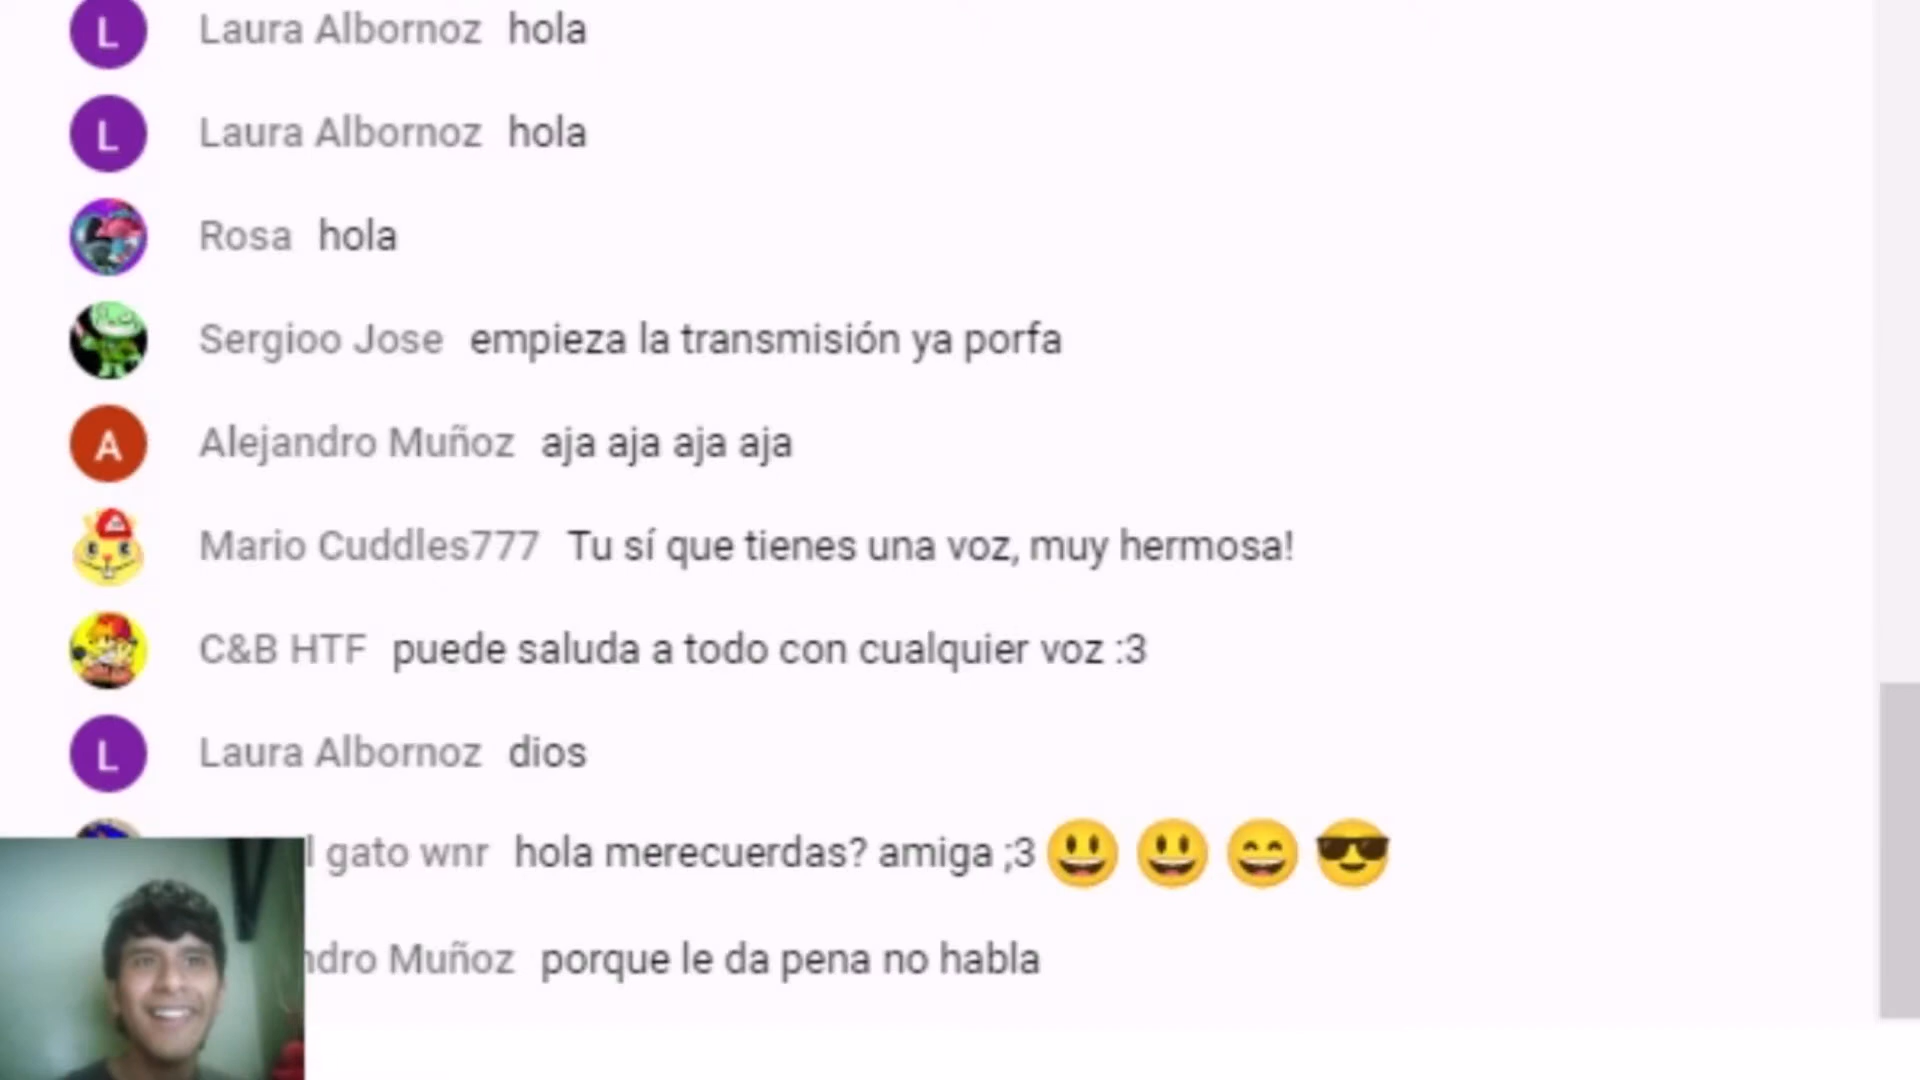 L Laura Albornoz hola
L Laura Albornoz hola
Rosa hola
Sergioo Jose empieza la transmisión ya porfa
A Alejandro Muñoz aja aja aja aja
Mario Cuddles777 Tu sí que tienes una voz, muy hermosa!
C&B HTF puede saluda a todo con cualquier voz :3
L Laura Albornoz dios
l gato wnr hola merecuerdas? amiga ;3 😃 😃 😄 😎
ndro Muñoz porque le da pena no habla